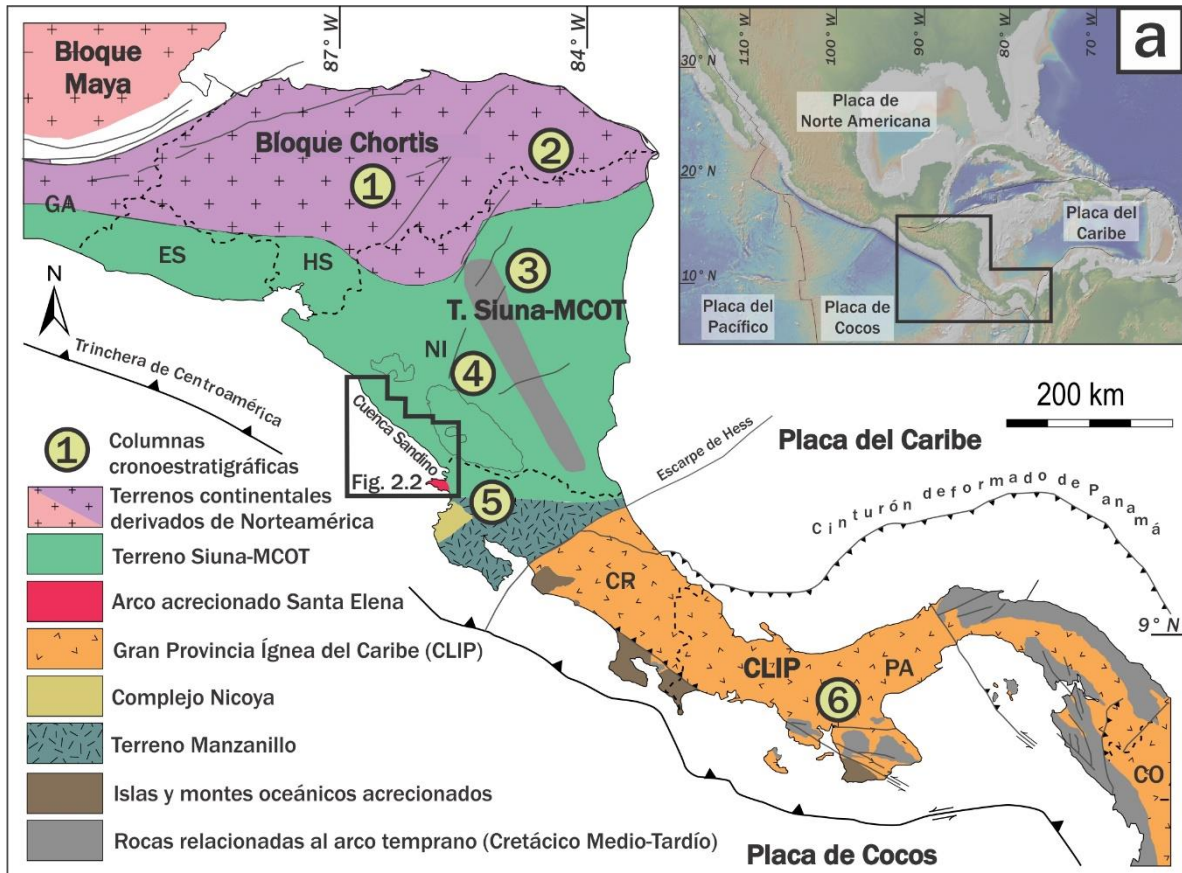 Bloque
Maya
87°
84°
Bloque Chortis
1
2
GA
ES
HS
3
T. Siuna-MCOT
NI
4
N
Trinchera de Centroamérica
Cuenca Sandino
Fig. 2.2
5
Escarpe de Hess
Placa del Caribe
200 km
Cinturón deformado de Panamá
9° N
CR
CLIP
PA
6
CO
Placa de Cocos
a
110° W
100° W
90° W
80° W
70° W
30° N
20° N
10° N
Placa de
Norte Americana
Placa del
Caribe
Placa del
Pacífico
Placa de
Cocos
1
Columnas
cronoestratigráficas
Terrenos continentales
derivados de Norteamérica
Terreno Siuna-MCOT
Arco acrecionado Santa Elena
Gran Provincia Ígnea del Caribe (CLIP)
Complejo Nicoya
Terreno Manzanillo
Islas y montes oceánicos acrecionados
Rocas relacionadas al arco temprano (Cretácico Medio-Tardío)